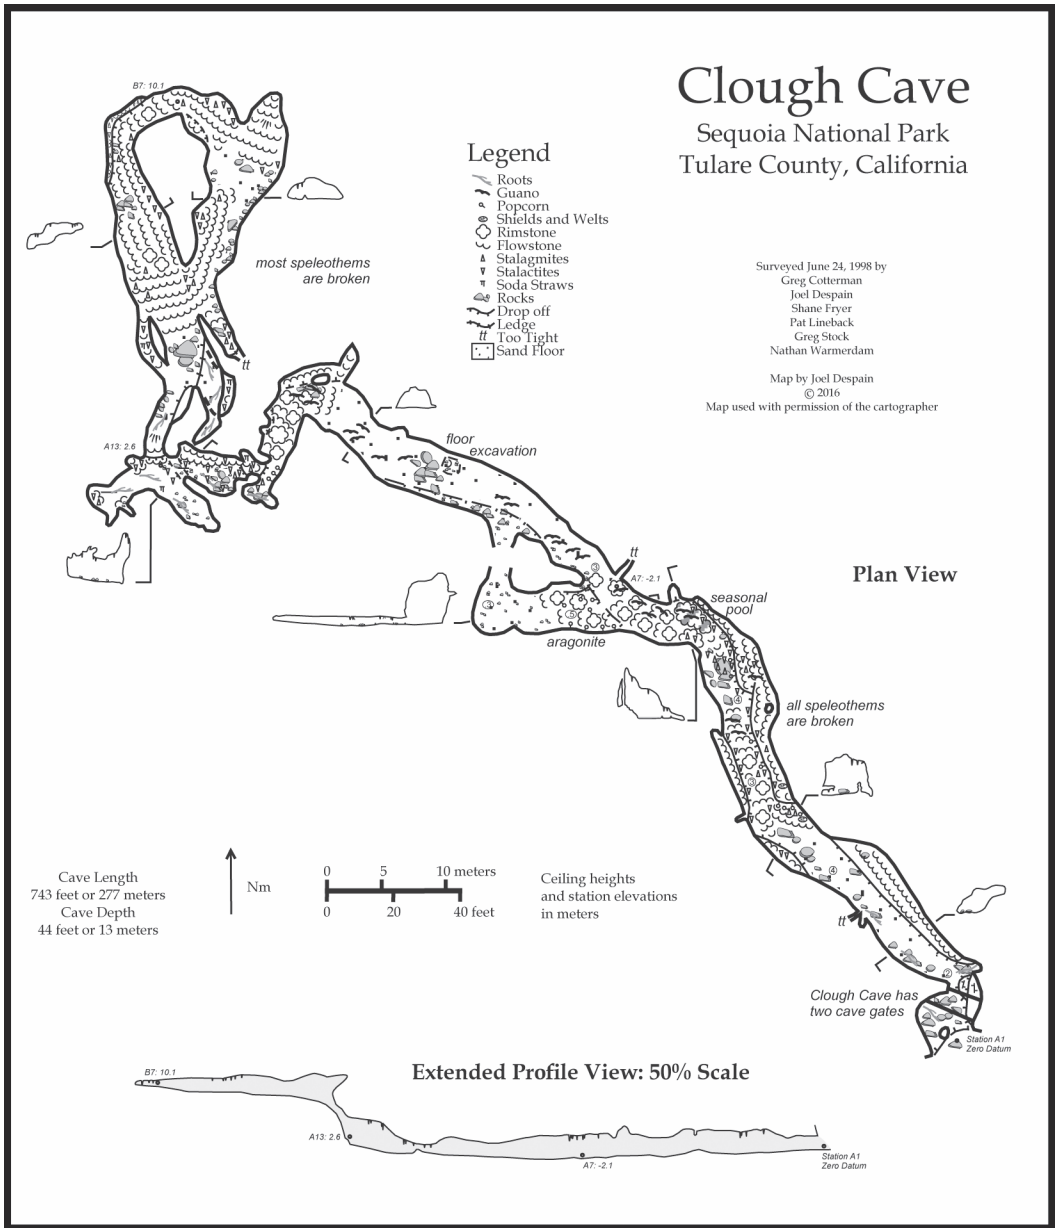 Clough Cave
Sequoia National Park
Tulare County, California
Legend
Roots
Guano
Popcorn
Shields and Welts
Rimstone
Flowstone
Stalagmites
Stalactites
Soda Straws
Rocks
Drop off
Ledge
tt Too Tight
Sand Floor
Surveyed June 24, 1998 by
Greg Cotterman
Joel Despain
Shane Fryer
Pat Lineback
Greg Stock
Nathan Warmerdam
Map by Joel Despain
© 2016
Map used with permission of the cartographer
B7: 10.1
most speleothems
are broken
tt
A13: 2.6
floor
excavation
tt
3
A7: -2.1
Plan View
seasonal
pool
3
5
aragonite
4
all speleothems
are broken
3
4
tt
2
Clough Cave has
two cave gates
Station A1
Zero Datum
Cave Length
743 feet or 277 meters
Cave Depth
44 feet or 13 meters
Nm
0 5 10 meters
0 20 40 feet
Ceiling heights
and station elevations
in meters
Extended Profile View: 50% Scale
B7: 10.1
A13: 2.6
A7: -2.1
Station A1
Zero Datum